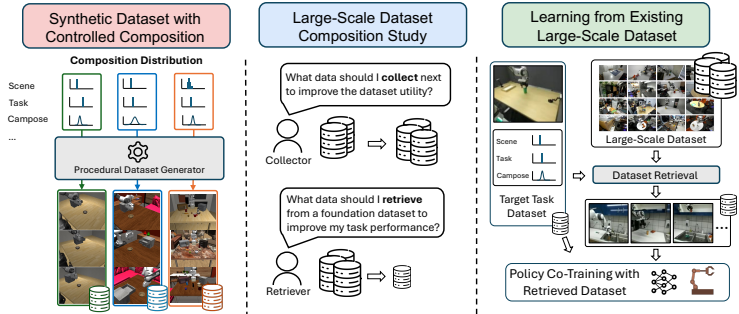 Synthetic Dataset with
Controlled Composition
Composition Distribution
Scene
Task
Campose
...
Procedural Dataset Generator
Large-Scale Dataset
Composition Study
What data should I collect next
to improve the dataset utility?
Collector
What data should I retrieve
from a foundation dataset to
improve my task performance?
Retriever
Learning from Existing
Large-Scale Dataset
Scene
Task
Campose
Target Task
Dataset
Large-Scale Dataset
Dataset Retrieval
...
Policy Co-Training with
Retrieved Dataset